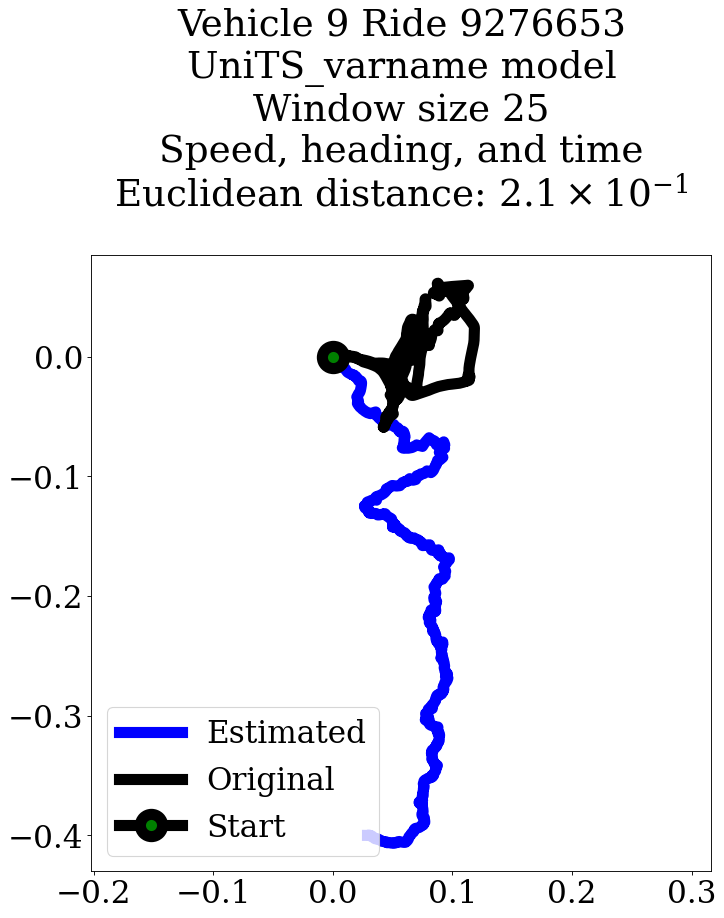 Vehicle 9 Ride 9276653
UniTS_varname model
Window size 25
Speed, heading, and time
Euclidean distance: $2.1 \times 10^{-1}$
0.0
−0.1
−0.2
−0.3
−0.4
Estimated
Original
Start
−0.2 −0.1 0.0 0.1 0.2 0.3